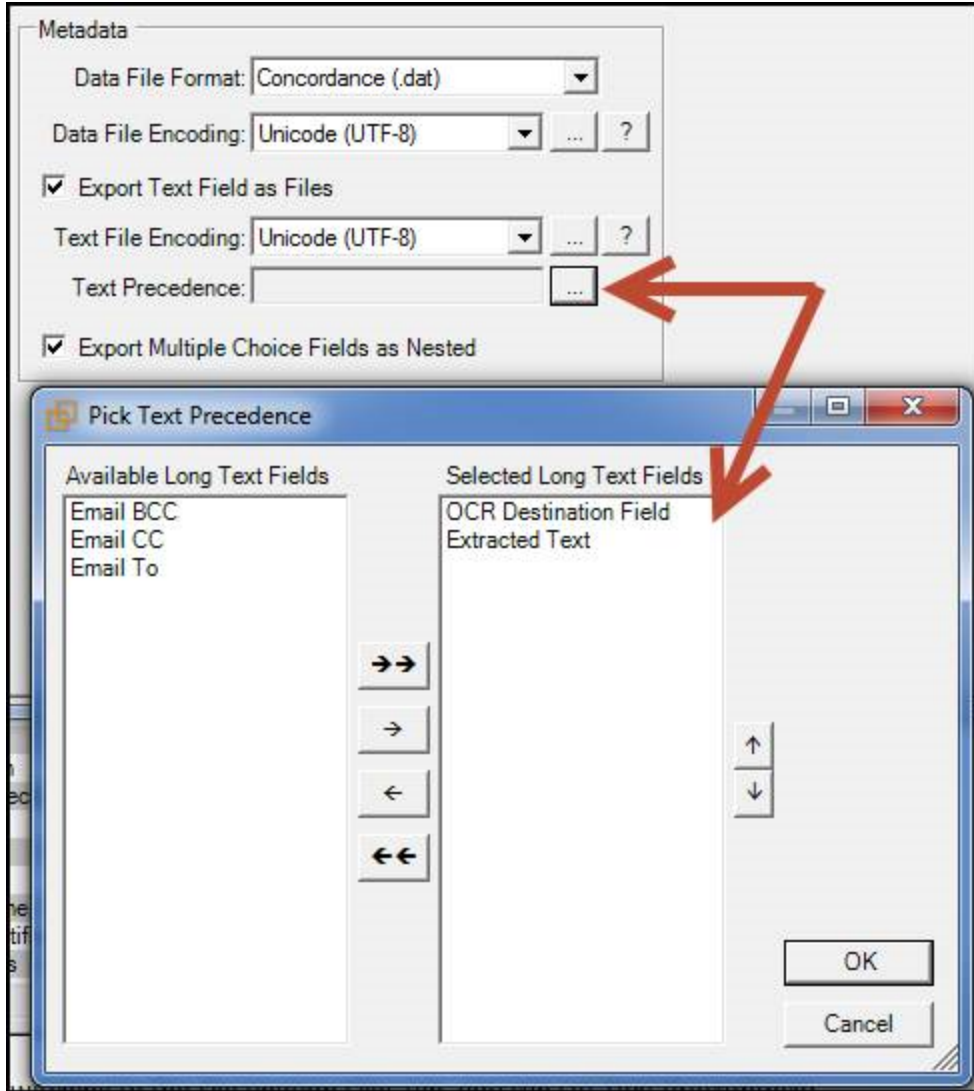 Metadata
Data File Format: Concordance (.dat)
Data File Encoding: Unicode (UTF-8) ... ?
Export Text Field as Files
Text File Encoding: Unicode (UTF-8) ... ?
Text Precedence: ...
Export Multiple Choice Fields as Nested
Pick Text Precedence
Available Long Text Fields
Email BCC
Email CC
Email To
Selected Long Text Fields
OCR Destination Field
Extracted Text
OK
Cancel